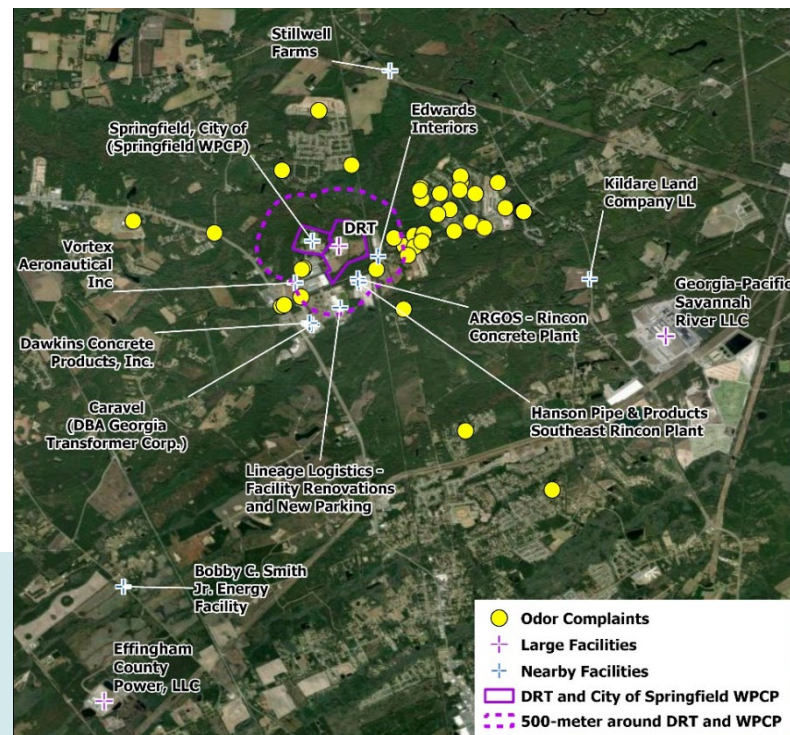 Stillwell
Farms
Springfield, City of
(Springfield WPCP)
Edwards
Interiors
DRT
Kildare Land
Company LL
Vortex
Aeronautical
Inc
Georgia-Pacific
Savannah
River LLC
ARGOS - Rincon
Concrete Plant
Dawkins Concrete
Products, Inc.
Caravel
(DBA Georgia
Transformer Corp.)
Hanson Pipe & Products
Southeast Rincon Plant
Lineage Logistics -
Facility Renovations
and New Parking
Bobby C. Smith
Jr. Energy
Facility
Effingham
County
Power, LLC
Odor Complaints
Large Facilities
Nearby Facilities
DRT and City of Springfield WPCP
500-meter around DRT and WPCP